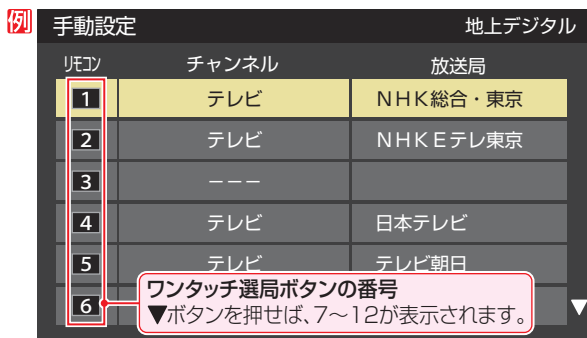 例
手動設定 地上デジタル
リモコン チャンネル 放送局
1 テレビ NHK総合・東京
2 テレビ NHKEテレ東京
3 −−−
4 テレビ 日本テレビ
5 テレビ テレビ朝日
6
ワンタッチ選局ボタンの番号
▼ボタンを押せば、7〜12が表示されます。
▼